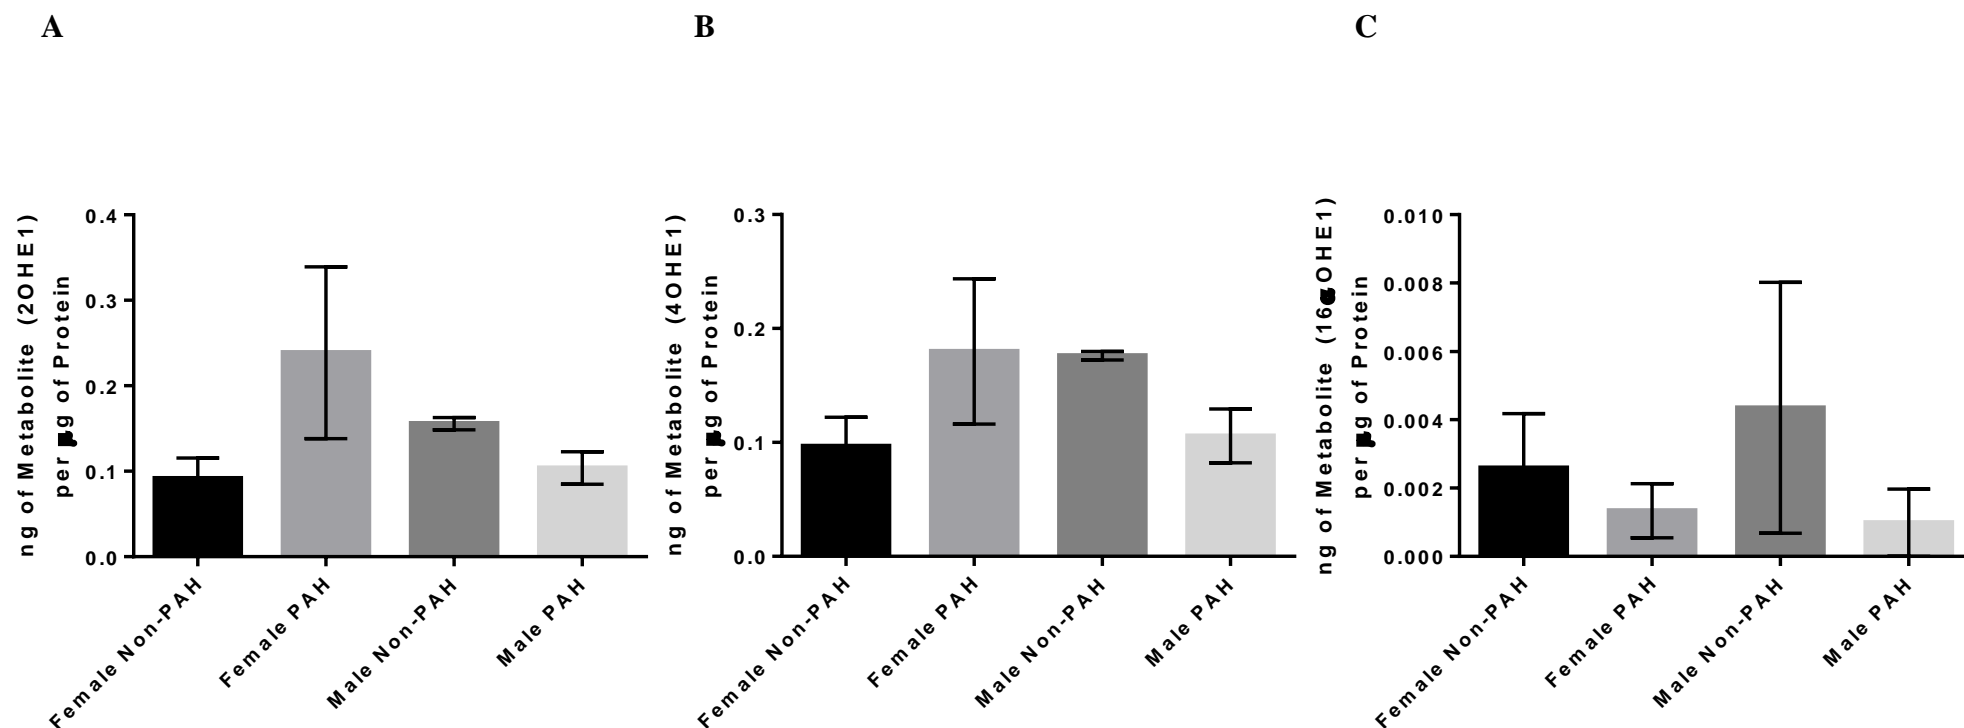 A
B
C
ng of Metabolite (2OHE1)
per µg of Protein
0.4
0.3
0.2
0.1
0.0
Female Non-PAH
Female PAH
Male Non-PAH
Male PAH
ng of Metabolite (4OHE1)
per µg of Protein
0.3
0.2
0.1
0.0
Female Non-PAH
Female PAH
Male Non-PAH
Male PAH
ng of Metabolite (16αOHE1)
per µg of Protein
0.010
0.008
0.006
0.004
0.002
0.000
Female Non-PAH
Female PAH
Male Non-PAH
Male PAH